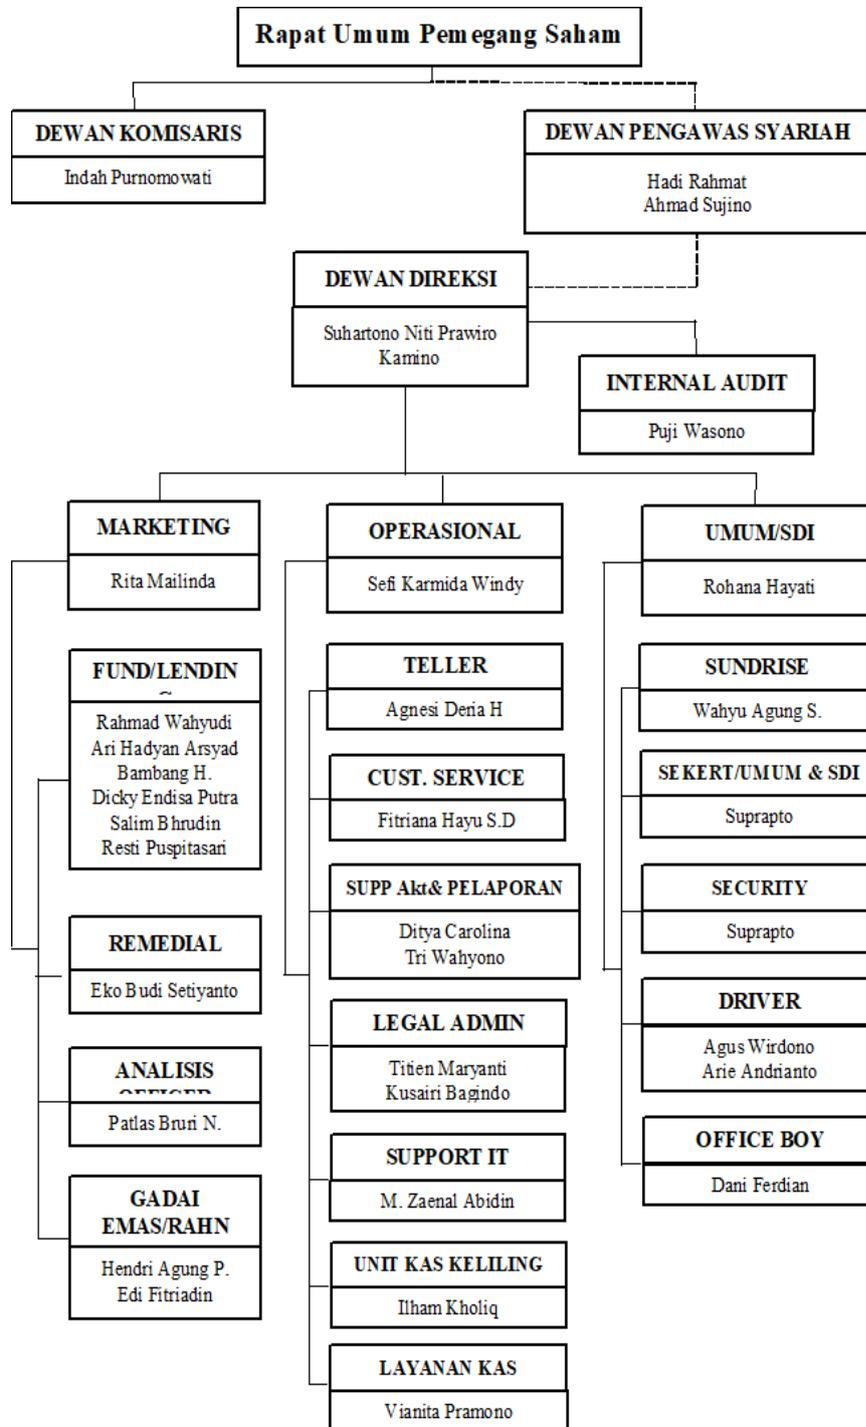 Rapat Umum Pemegang Saham
DEWAN KOMISARIS
Indah Purnomowati
DEWAN PENGAWAS SYARIAH
Hadi Rahmat
Ahmad Sujino
DEWAN DIREKSI
Suhartono Niti Prawiro
Kamino
INTERNAL AUDIT
Puji Wasono
MARKETING
Rita Mailinda
FUND/LENDIN
Rahmad Wahyudi
Ari Hadyan Arsyad
Bambang H.
Dicky Endisa Putra
Salim Bhrudin
Resti Puspitasari
REMEDIAL
Eko Budi Setiyanto
ANALISIS
Patlas Bruri N.
GADAI
EMAS/RAHN
Hendri Agung P.
Edi Fitriadin
OPERASIONAL
Sefi Karmida Windy
TELLER
Agnesi Deria H
CUST. SERVICE
Fitriana Hayu S.D
SUPP Akt& PELAPORAN
Ditya Carolina
Tri Wahyono
LEGAL ADMIN
Titien Maryanti
Kusairi Bagindo
SUPPORT IT
M. Zaenal Abidin
UNIT KAS KELILING
Ilham Kholiq
LAYANAN KAS
Vianita Pramono
UMUM/SDI
Rohana Hayati
SUNDRISE
Wahyu Agung S.
SEKERT/UMUM & SDI
Suprapto
SECURITY
Suprapto
DRIVER
Agus Wirdono
Arie Andrianto
OFFICE BOY
Dani Ferdian